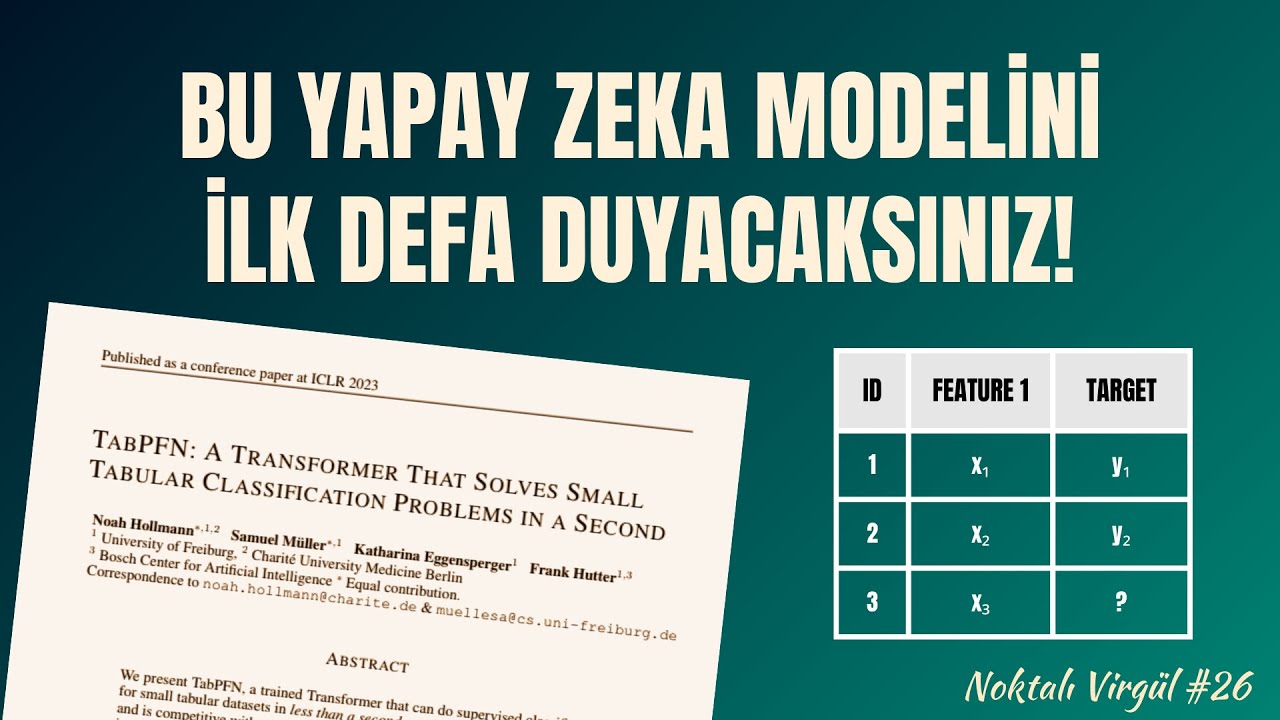 BU YAPAY ZEKA MODELİNİ
İLK DEFA DUYACAKSINIZ!
Published as a conference paper at ICLR 2023
TABPFN: A TRANSFORMER THAT SOLVES SMALL
TABULAR CLASSIFICATION PROBLEMS IN A SECOND
Noah Hollmann*,1,2 Samuel Müller*,1 Katharina Eggensperger1 Frank Hutter1,3
1 University of Freiburg, 2 Charité University Medicine Berlin
3 Bosch Center for Artificial Intelligence * Equal contribution.
Correspondence to noah.hollmann@charite.de & muellesa@cs.uni-freiburg.de
ABSTRACT
We present TabPFN, a trained Transformer that can do supervised
for small tabular datasets in less than a second
and is competitive
ID FEATURE 1 TARGET
1 x₁ y₁
2 x₂ y₂
3 x₃ ?
Noktalı Virgül #26